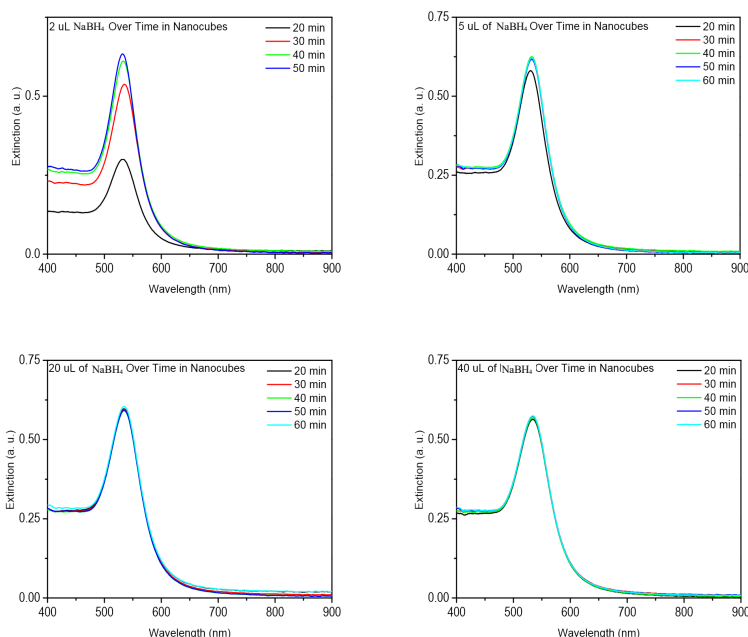 2 uL NaBH₄ Over Time in Nanocubes
20 min
30 min
40 min
50 min
0.5
0.0
400 500 600 700 800 900
Extinction (a. u.)
Wavelength (nm)
5 uL of NaBH₄ Over Time in Nanocubes
20 min
30 min
40 min
50 min
60 min
0.75
0.50
0.25
0.00
400 500 600 700 800 900
Extinction (a. u.)
Wavelength (nm)
20 uL of NaBH₄ Over Time in Nanocubes
20 min
30 min
40 min
50 min
60 min
0.75
0.50
0.25
0.00
400 500 600 700 800 900
Extinction (a. u.)
Wavelength (nm)
40 uL of NaBH₄ Over Time in Nanocubes
20 min
30 min
40 min
50 min
60 min
0.75
0.50
0.25
0.00
400 500 600 700 800 900
Extinction (a. u.)
Wavelength (nm)